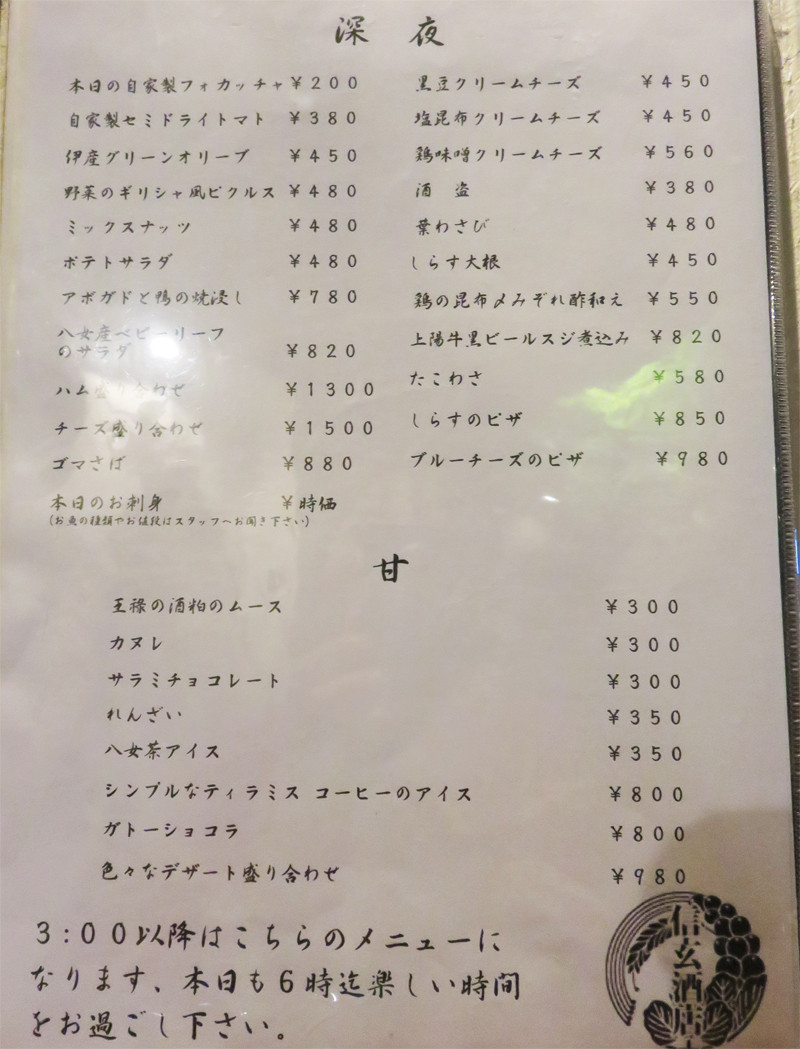 深夜
本日の自家製フォカッチャ ￥２００
自家製セミドライトマト ￥３８０
伊産グリーンオリーブ ￥４５０
野菜のギリシャ風ピクルス ￥４８０
ミックスナッツ ￥４８０
ポテトサラダ ￥４８０
アボガドと鴨の焼浸し ￥７８０
八女産ベビーリーフ
のサラダ ￥８２０
ハム盛り合わせ ￥１３００
チーズ盛り合わせ ￥１５００
ゴマさば ￥８８０
本日のお刺身 ￥時価
(お魚の種類やお値段はスタッフへお聞き下さい)
黒豆クリームチーズ ￥４５０
塩昆布クリームチーズ ￥４５０
鶏味噌クリームチーズ ￥５６０
酒盗 ￥３８０
葉わさび ￥４８０
しらす大根 ￥４５０
鶏の昆布〆みぞれ酢和え ￥５５０
上陽牛黒ビールスジ煮込み ￥８２０
たこわさ ￥５８０
しらすのピザ ￥８５０
ブルーチーズのピザ ￥９８０
甘
王祿の酒粕のムース ￥３００
カヌレ ￥３００
サラミチョコレート ￥３００
れんざい ￥３５０
八女茶アイス ￥３５０
シンプルなティラミス コーヒーのアイス ￥８００
ガトーショコラ ￥８００
色々なデザート盛り合わせ ￥９８０
３:００以降はこちらのメニューに
なります、本日も６時迄楽しい時間
をお過ごし下さい。
信玄酒店